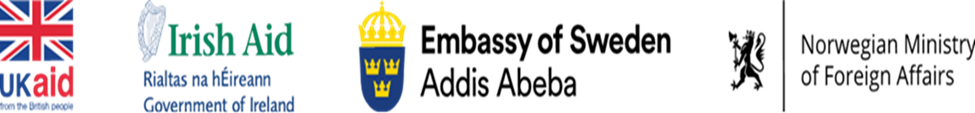 UKaid
from the British people
Irish Aid
Rialtas na hÉireann
Government of Ireland
Embassy of Sweden
Addis Abeba
Norwegian Ministry
of Foreign Affairs